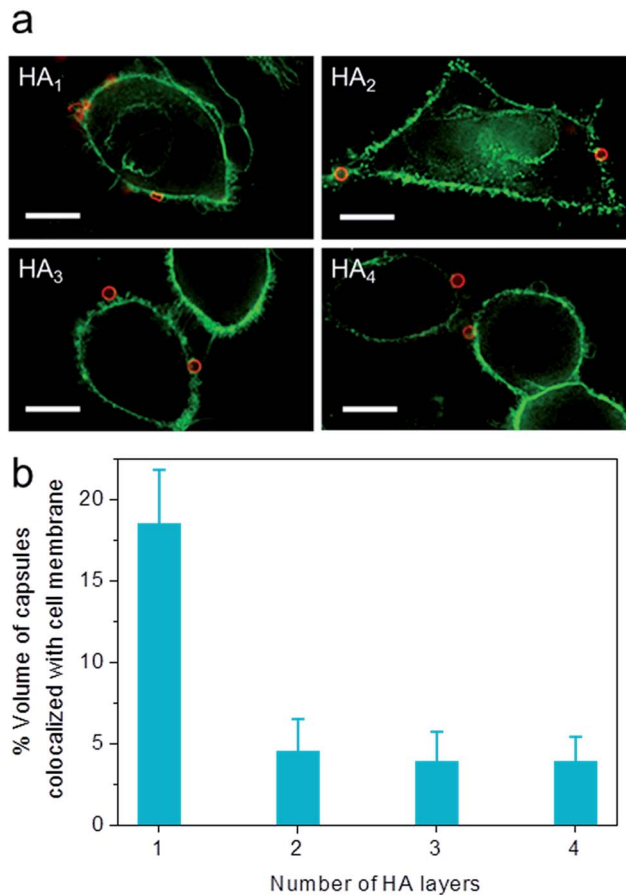 a
HA₁
HA₂
HA₃
HA₄
b
% Volume of capsules
colocalized with cell membrane
20
15
10
5
0
1 2 3 4
Number of HA layers